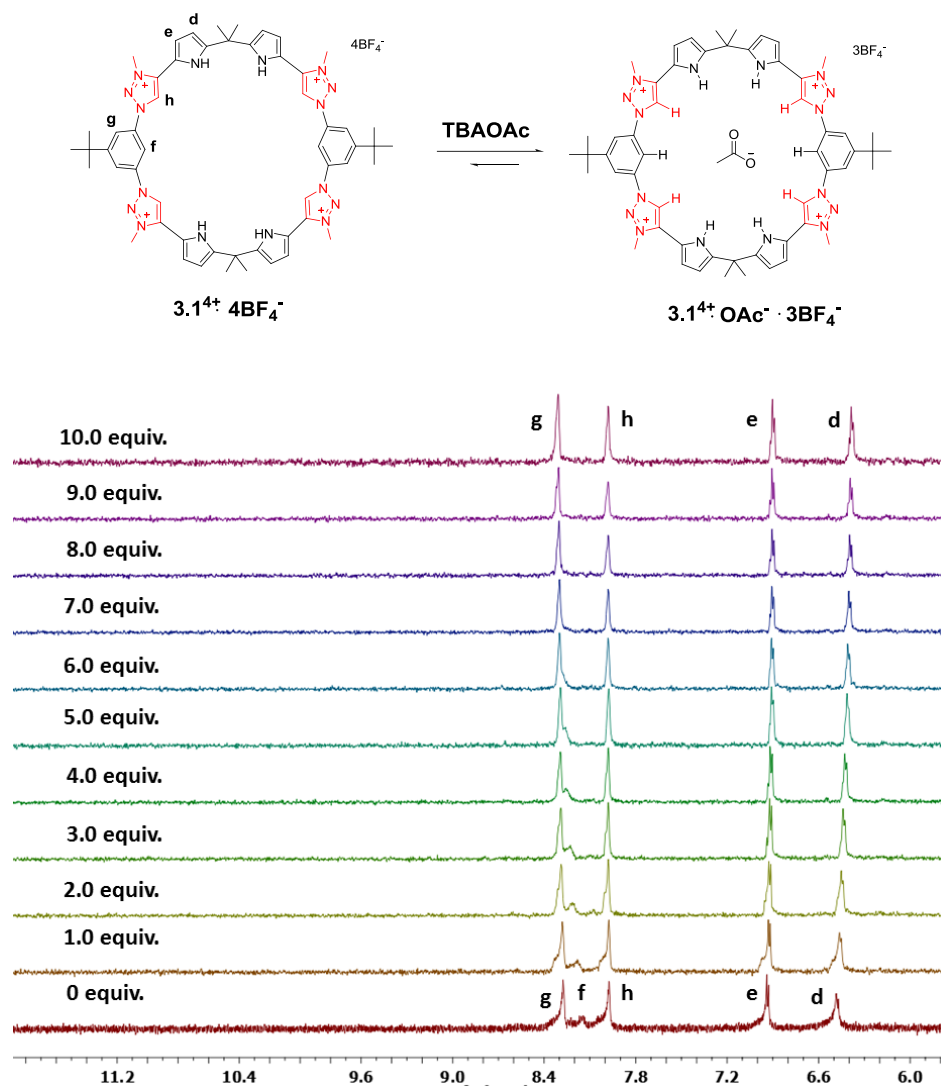 e d
4BF₄⁻
3BF₄⁻
NH HN
N H H N
N⁺ N N N⁺ N N
h
H H
g
f
TBAOAc
H O O⁻ H
N N N⁺ N N N⁺
H H
NH HN
H N N H
3.1⁴⁺· 4BF₄⁻
3.1⁴⁺· OAc⁻ · 3BF₄⁻
g h e d
10.0 equiv.
9.0 equiv.
8.0 equiv.
7.0 equiv.
6.0 equiv.
5.0 equiv.
4.0 equiv.
3.0 equiv.
2.0 equiv.
1.0 equiv.
0 equiv.
g f h e d
11.2 10.4 9.6 9.0 8.4 7.8 7.2 6.6 6.0